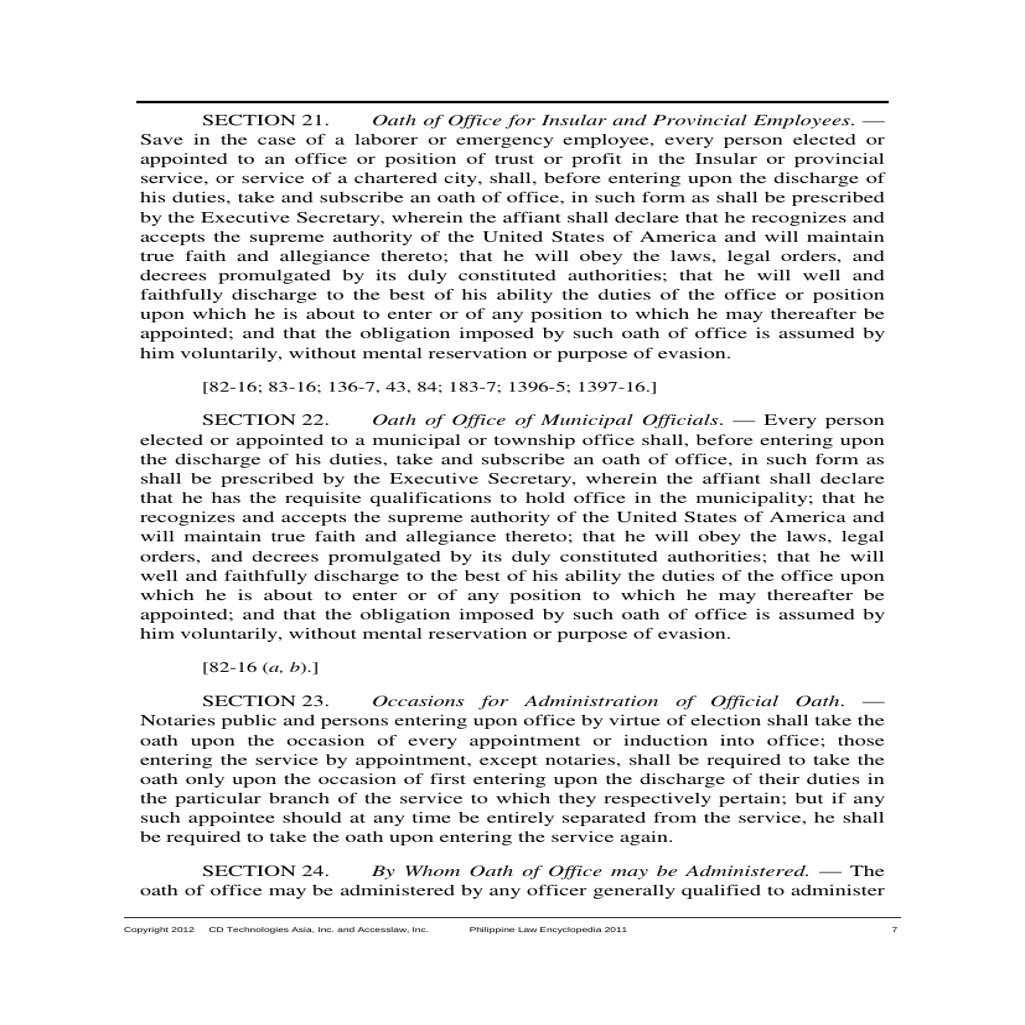 SECTION 21. Oath of Office for Insular and Provincial Employees. —
Save in the case of a laborer or emergency employee, every person elected or
appointed to an office or position of trust or profit in the Insular or provincial
service, or service of a chartered city, shall, before entering upon the discharge of
his duties, take and subscribe an oath of office, in such form as shall be prescribed
by the Executive Secretary, wherein the affiant shall declare that he recognizes and
accepts the supreme authority of the United States of America and will maintain
true faith and allegiance thereto; that he will obey the laws, legal orders, and
decrees promulgated by its duly constituted authorities; that he will well and
faithfully discharge to the best of his ability the duties of the office or position
upon which he is about to enter or of any position to which he may thereafter be
appointed; and that the obligation imposed by such oath of office is assumed by
him voluntarily, without mental reservation or purpose of evasion.
[82-16; 83-16; 136-7, 43, 84; 183-7; 1396-5; 1397-16.]
SECTION 22. Oath of Office of Municipal Officials. — Every person
elected or appointed to a municipal or township office shall, before entering upon
the discharge of his duties, take and subscribe an oath of office, in such form as
shall be prescribed by the Executive Secretary, wherein the affiant shall declare
that he has the requisite qualifications to hold office in the municipality; that he
recognizes and accepts the supreme authority of the United States of America and
will maintain true faith and allegiance thereto; that he will obey the laws, legal
orders, and decrees promulgated by its duly constituted authorities; that he will
well and faithfully discharge to the best of his ability the duties of the office upon
which he is about to enter or of any position to which he may thereafter be
appointed; and that the obligation imposed by such oath of office is assumed by
him voluntarily, without mental reservation or purpose of evasion.
[82-16 (a, b).]
SECTION 23. Occasions for Administration of Official Oath. —
Notaries public and persons entering upon office by virtue of election shall take the
oath upon the occasion of every appointment or induction into office; those
entering the service by appointment, except notaries, shall be required to take the
oath only upon the occasion of first entering upon the discharge of their duties in
the particular branch of the service to which they respectively pertain; but if any
such appointee should at any time be entirely separated from the service, he shall
be required to take the oath upon entering the service again.
SECTION 24. By Whom Oath of Office may be Administered. — The
oath of office may be administered by any officer generally qualified to administer
Copyright 2012 CD Technologies Asia, Inc. and Accesslaw, Inc. Philippine Law Encyclopedia 2011 7